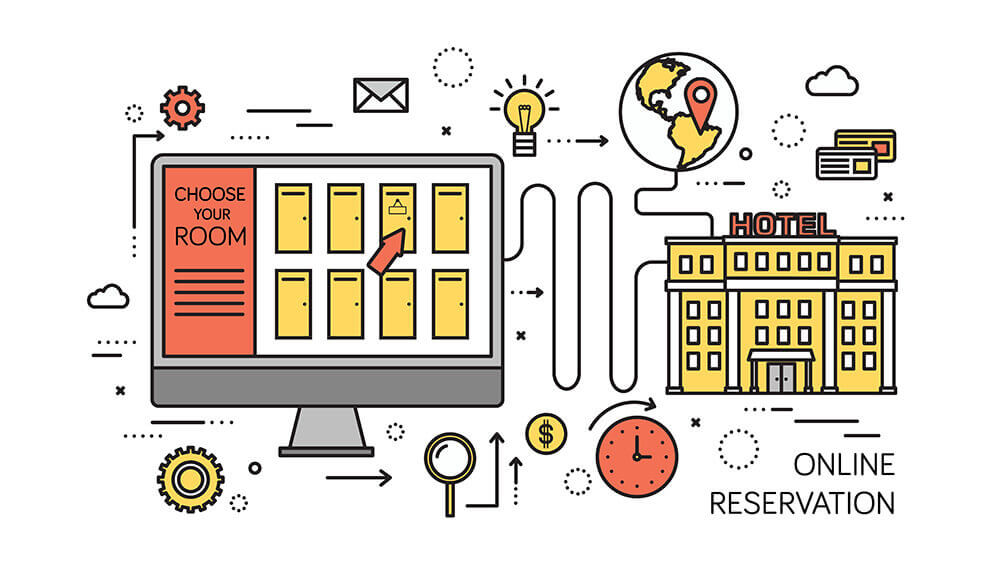 CHOOSE
YOUR
ROOM
HOTEL
$
ONLINE
RESERVATION